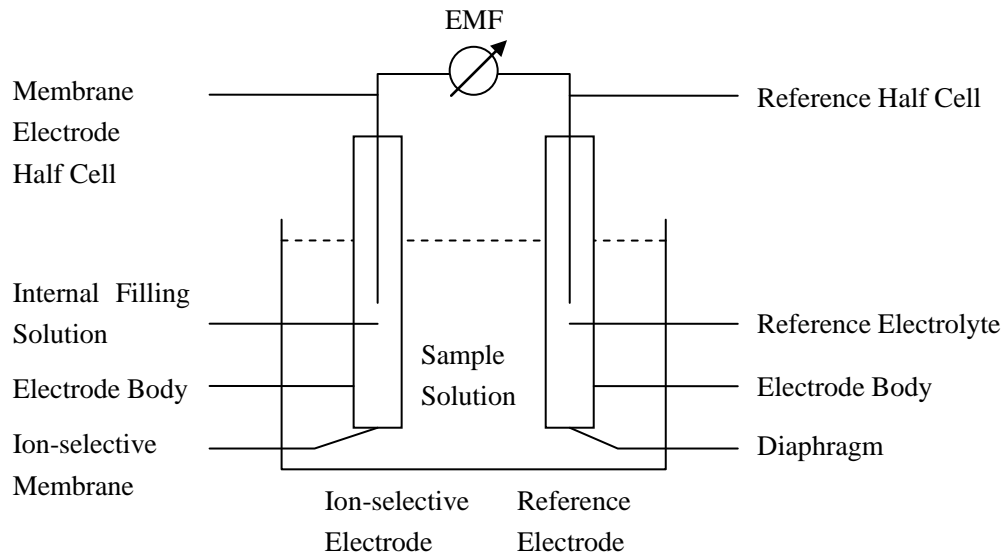 EMF
Membrane
Electrode
Half Cell
Reference Half Cell
Internal Filling
Solution
Reference Electrolyte
Sample
Solution
Electrode Body
Electrode Body
Ion-selective
Membrane
Diaphragm
Ion-selective
Electrode
Reference
Electrode